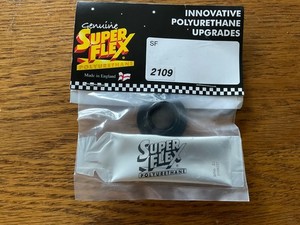 Genuine
SUPER
FLEX
POLYURETHANE
Made in England
INNOVATIVE
POLYURETHANE
UPGRADES
SF
2109
SUPER
FLEX
POLYURETHANE